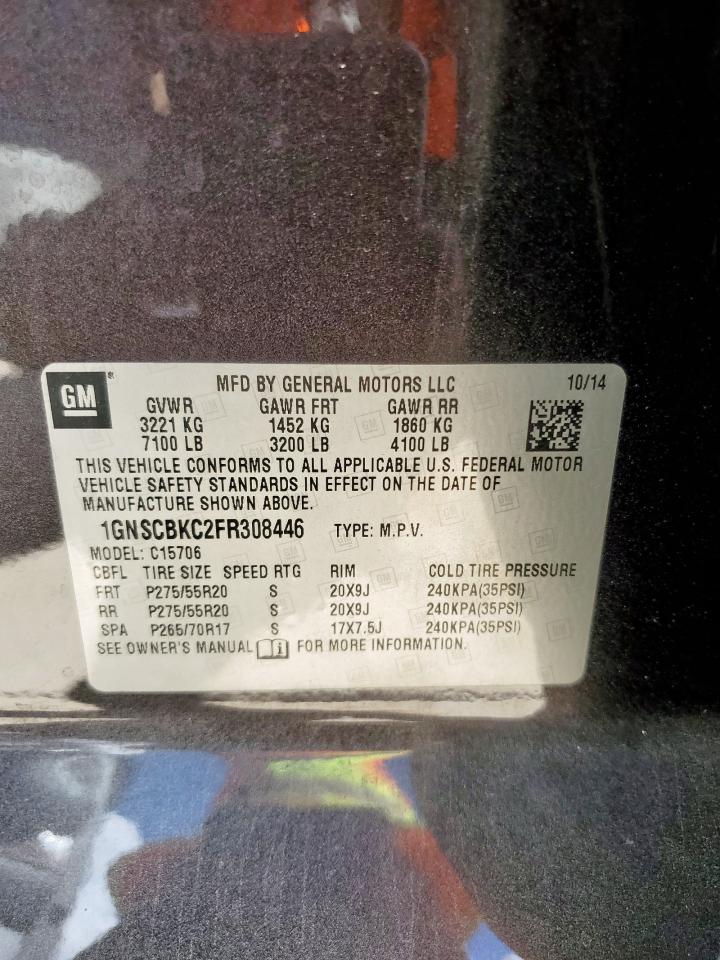 GM
MFD BY GENERAL MOTORS LLC 10/14
GVWR GAWR FRT GAWR RR
3221 KG 1452 KG 1860 KG
7100 LB 3200 LB 4100 LB
THIS VEHICLE CONFORMS TO ALL APPLICABLE U.S. FEDERAL MOTOR
VEHICLE SAFETY STANDARDS IN EFFECT ON THE DATE OF
MANUFACTURE SHOWN ABOVE.
1GNSCBKC2FR308446 TYPE: M.P.V.
MODEL: C15706
CBFL TIRE SIZE SPEED RTG RIM COLD TIRE PRESSURE
FRT P275/55R20 S 20X9J 240KPA(35PSI)
RR P275/55R20 S 20X9J 240KPA(35PSI)
SPA P265/70R17 S 17X7.5J 240KPA(35PSI)
SEE OWNER'S MANUAL FOR MORE INFORMATION.